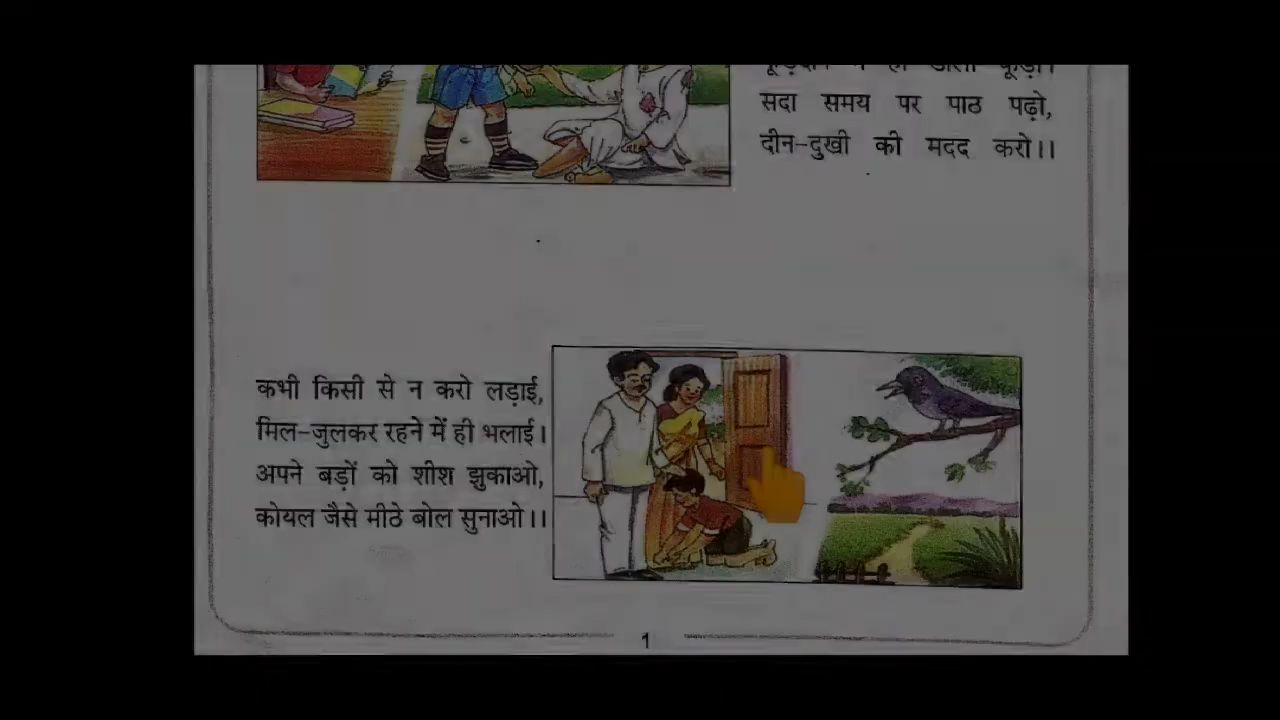 सदा समय पर पाठ पढ़ो,
दीन-दुखी की मदद करो।।
कभी किसी से न करो लड़ाई,
मिल-जुलकर रहने में ही भलाई।
अपने बड़ों को शीश झुकाओ,
कोयल जैसे मीठे बोल सुनाओ।।
1